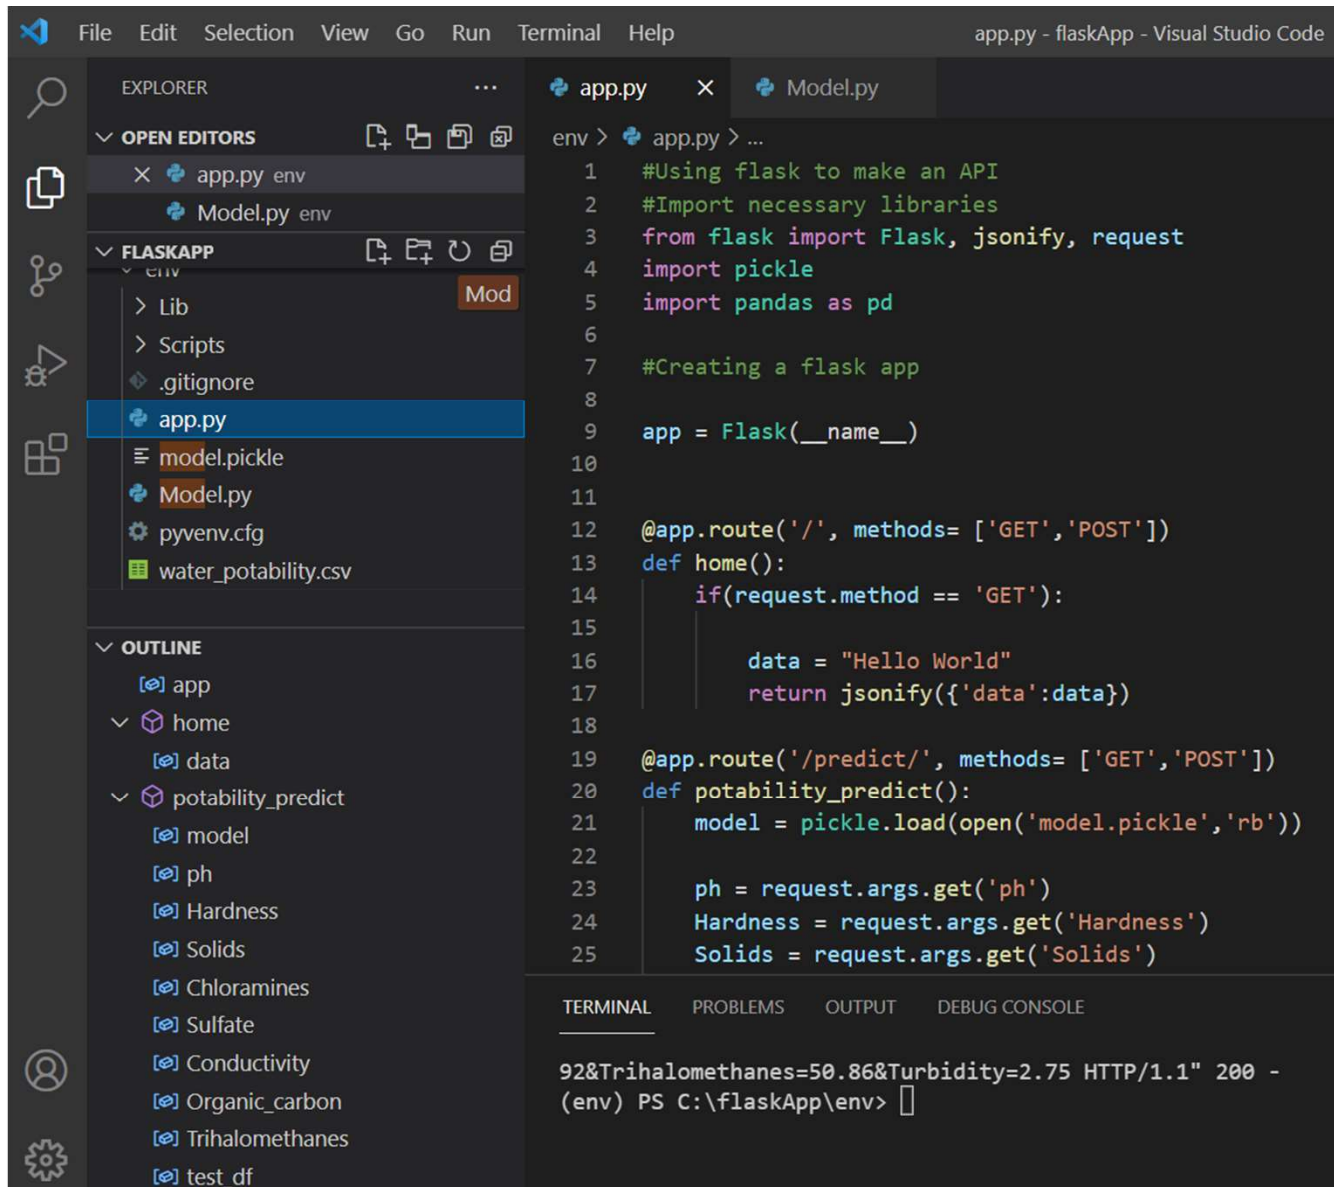 File Edit Selection View Go Run Terminal Help app.py - flaskApp - Visual Studio Code
EXPLORER
OPEN EDITORS
app.py env
Model.py env
FLASKAPP
env
Mod
Lib
Scripts
.gitignore
app.py
model.pickle
Model.py
pyvenv.cfg
water_potability.csv
OUTLINE
app
home
data
potability_predict
model
ph
Hardness
Solids
Chloramines
Sulfate
Conductivity
Organic_carbon
Trihalomethanes
test_df
app.py Model.py
env > app.py > ...
1 #Using flask to make an API
2 #Import necessary libraries
3 from flask import Flask, jsonify, request
4 import pickle
5 import pandas as pd
6
7 #Creating a flask app
8
9 app = Flask(__name__)
10
11
12 @app.route('/', methods= ['GET','POST'])
13 def home():
14 if(request.method == 'GET'):
15
16 data = "Hello World"
17 return jsonify({'data':data})
18
19 @app.route('/predict/', methods= ['GET','POST'])
20 def potability_predict():
21 model = pickle.load(open('model.pickle','rb'))
22
23 ph = request.args.get('ph')
24 Hardness = request.args.get('Hardness')
25 Solids = request.args.get('Solids')
TERMINAL PROBLEMS OUTPUT DEBUG CONSOLE
92&Trihalomethanes=50.86&Turbidity=2.75 HTTP/1.1" 200 -
(env) PS C:\flaskApp\env>